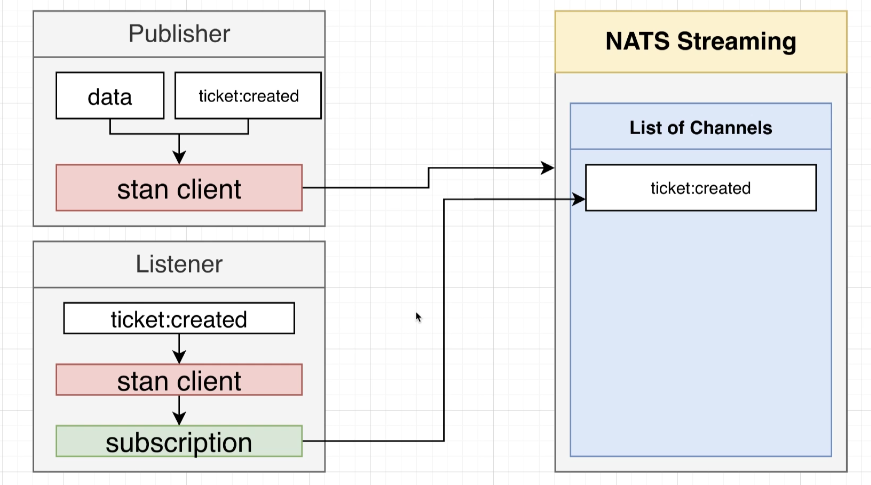 Publisher
data
ticket:created
stan client
Listener
ticket:created
stan client
subscription
NATS Streaming
List of Channels
ticket:created